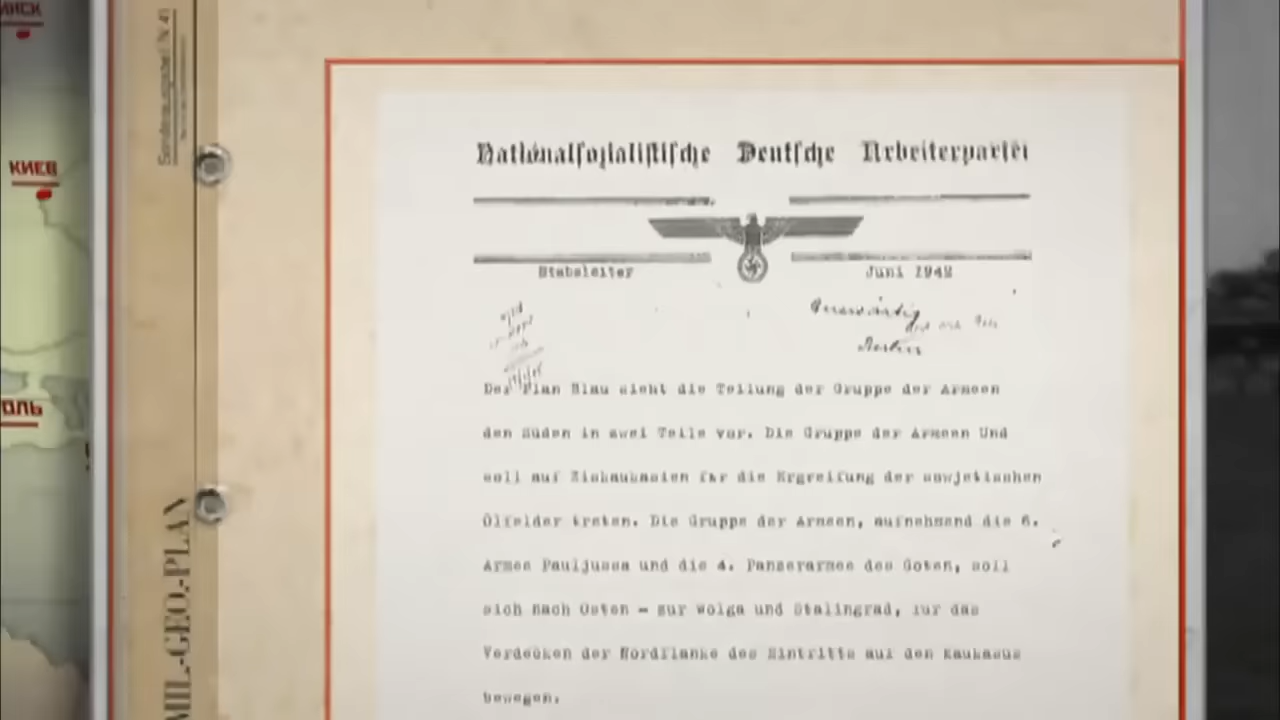 КИЕВ
MIL.-GEO.-PLAN
Nationalsozialistische Deutsche Arbeiterpartei
Stabsleiter
Juni 1942
Der Plan Blau sieht die Teilung der Gruppe der Armeen
den Süden in zwei Teile vor. Die Gruppe der Armeen Und
soll auf Ziskaukasien für die Ergreifung der sowjetischen
Ölfelder treten. Die Gruppe der Armeen, aufnehmend die 6.
Armee Pauljussa und die 4. Panzerarmee des Goten, soll
sich nach Osten – zur Wolga und Stalingrad, für das
Verdecken der Nordflanke des Eintritts auf den Kaukasus
bewegen.